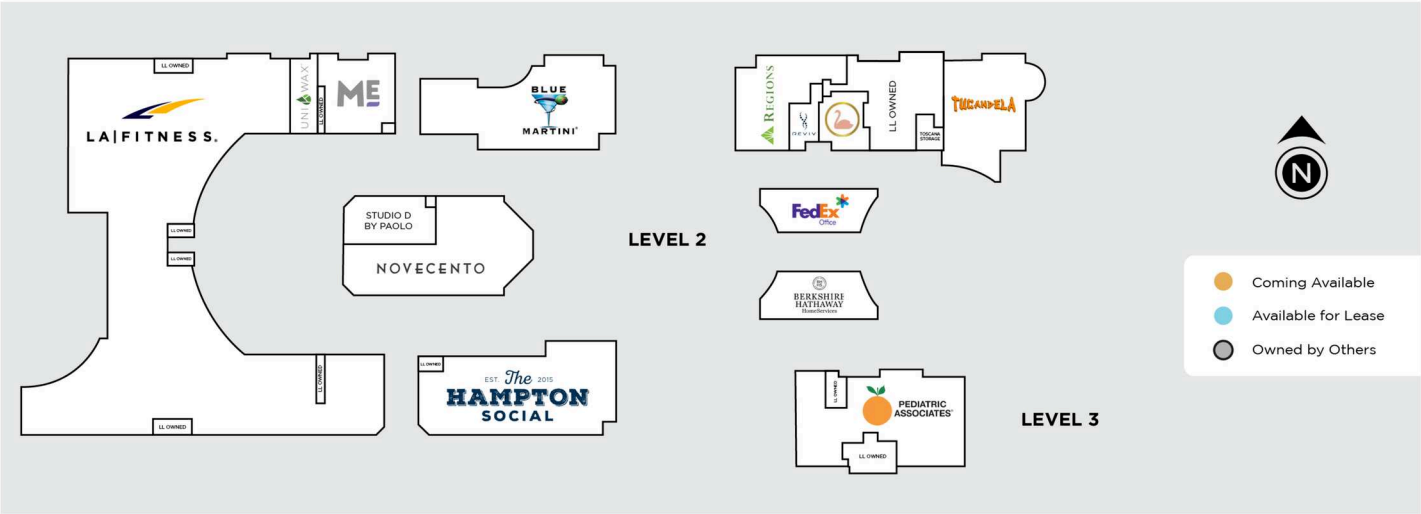 LL OWNED
LA|FITNESS.
UNI K WAX
LL OWNED
ME
BLUE
MARTINI®
REGIONS
REVIV
LL OWNED
TOSCANA
STORAGE
TUCANDELA
N
LL OWNED
LL OWNED
STUDIO D
BY PAOLO
NOVECENTO
LEVEL 2
FedEx
Office
BERKSHIRE
HATHAWAY
HomeServices
Coming Available
Available for Lease
Owned by Others
LL OWNED
LL OWNED
LL OWNED
EST. The 2015
HAMPTON
SOCIAL
LL OWNED
PEDIATRIC
ASSOCIATES
LL OWNED
LEVEL 3